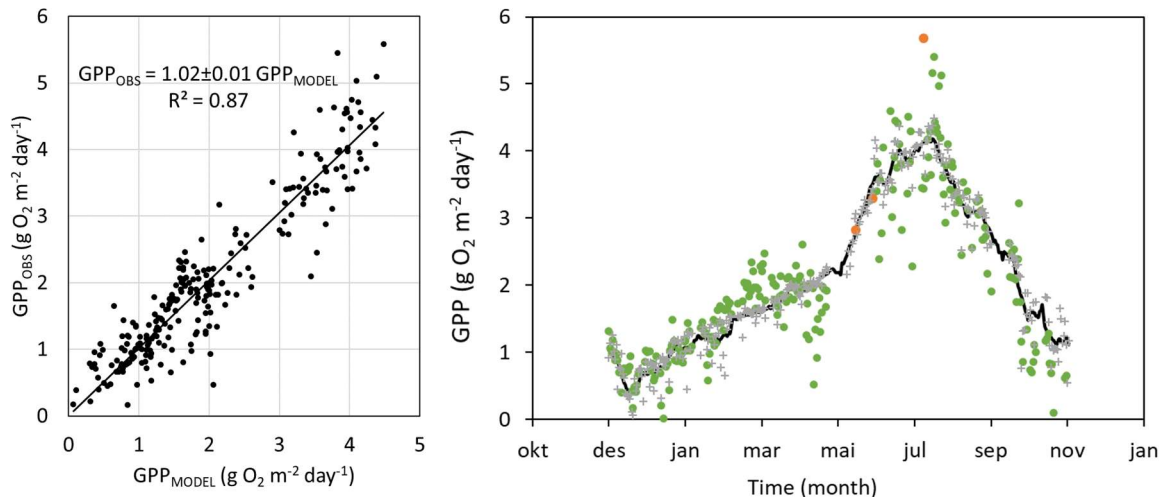 6
5
4
3
2
1
0
GPP_OBS (g O₂ m⁻² day⁻¹)
GPP_OBS = 1.02±0.01 GPP_MODEL
R² = 0.87
0 1 2 3 4 5
GPP_MODEL (g O₂ m⁻² day⁻¹)
6
5
4
3
2
1
0
GPP (g O₂ m⁻² day⁻¹)
okt des jan mar mai jul sep nov jan
Time (month)